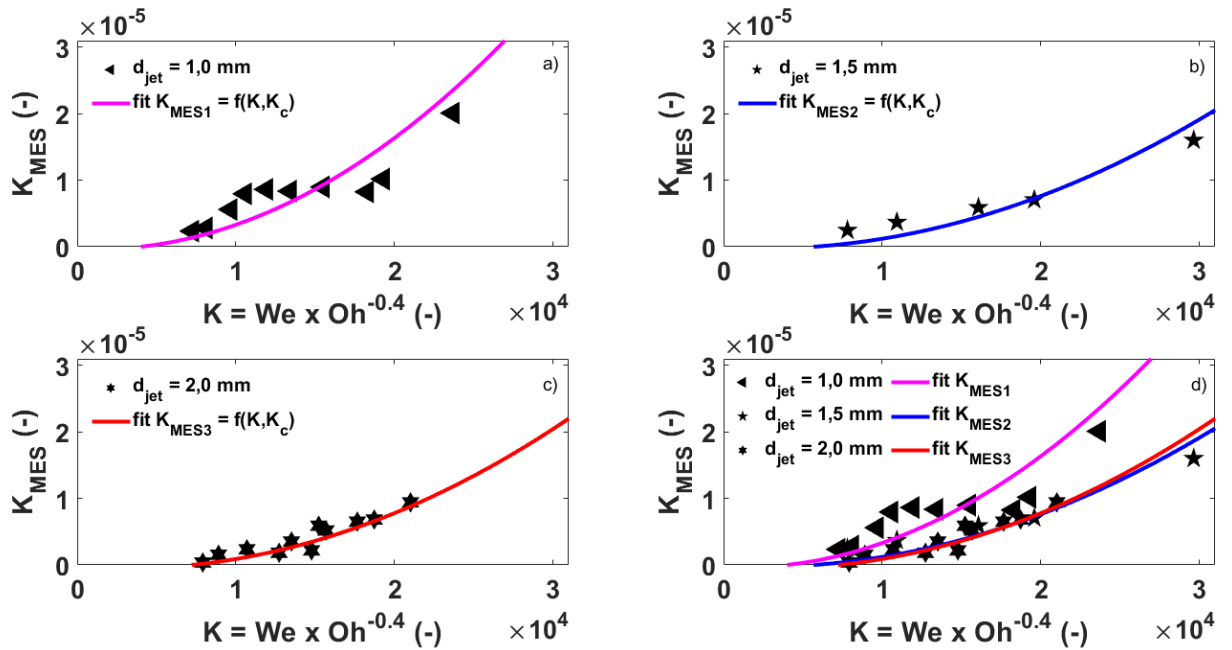 ×10⁻⁵
3
2
1
0
K_MES (-)
d_jet = 1,0 mm
fit K_MES1 = f(K,K_c)
a)
0 1 2 3
K = We x Oh^-0.4 (-)
×10⁴
×10⁻⁵
3
2
1
0
K_MES (-)
d_jet = 1,5 mm
fit K_MES2 = f(K,K_c)
b)
0 1 2 3
K = We x Oh^-0.4 (-)
×10⁴
×10⁻⁵
3
2
1
0
K_MES (-)
d_jet = 2,0 mm
fit K_MES3 = f(K,K_c)
c)
0 1 2 3
K = We x Oh^-0.4 (-)
×10⁴
×10⁻⁵
3
2
1
0
K_MES (-)
d_jet = 1,0 mm fit K_MES1
d_jet = 1,5 mm fit K_MES2
d_jet = 2,0 mm fit K_MES3
d)
0 1 2 3
K = We x Oh^-0.4 (-)
×10⁴